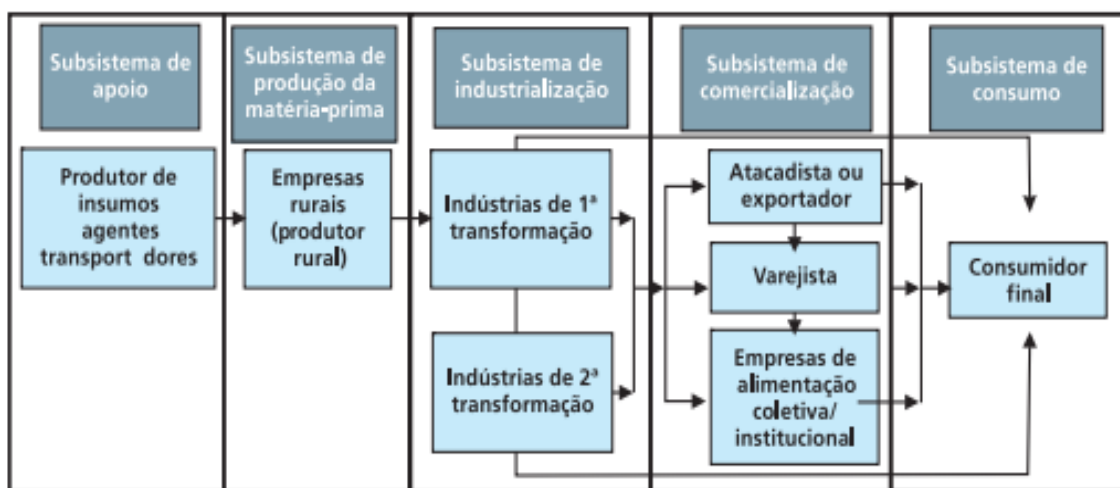 Subsistema de
apoio
Subsistema de
produção da
matéria-prima
Subsistema de
industrialização
Subsistema de
comercialização
Subsistema de
consumo
Produtor de
insumos
agentes
transport dores
Empresas
rurais
(produtor
rural)
Indústrias de 1ª
transformação
Indústrias de 2ª
transformação
Atacadista ou
exportador
Varejista
Empresas de
alimentação
coletiva/
institucional
Consumidor
final